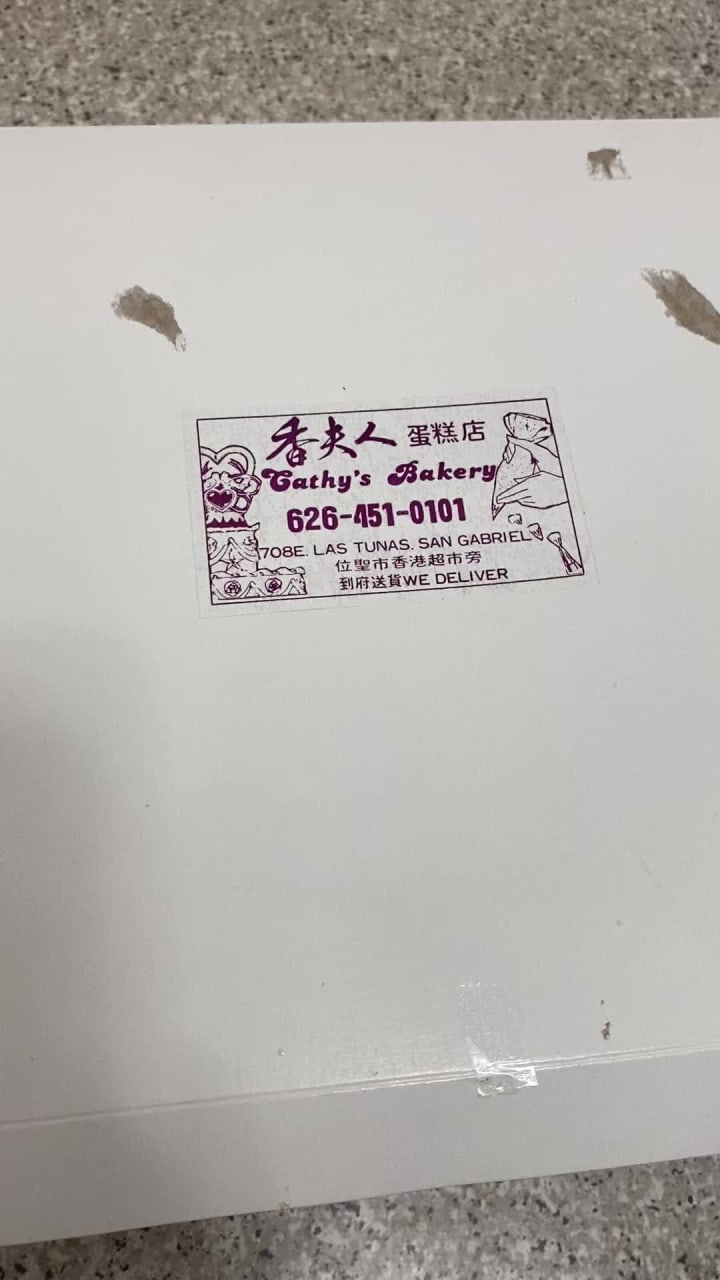 香夫人 蛋糕店
Cathy's Bakery
626-451-0101
708E. LAS TUNAS. SAN GABRIEL
位聖市香港超市旁
到府送貨WE DELIVER